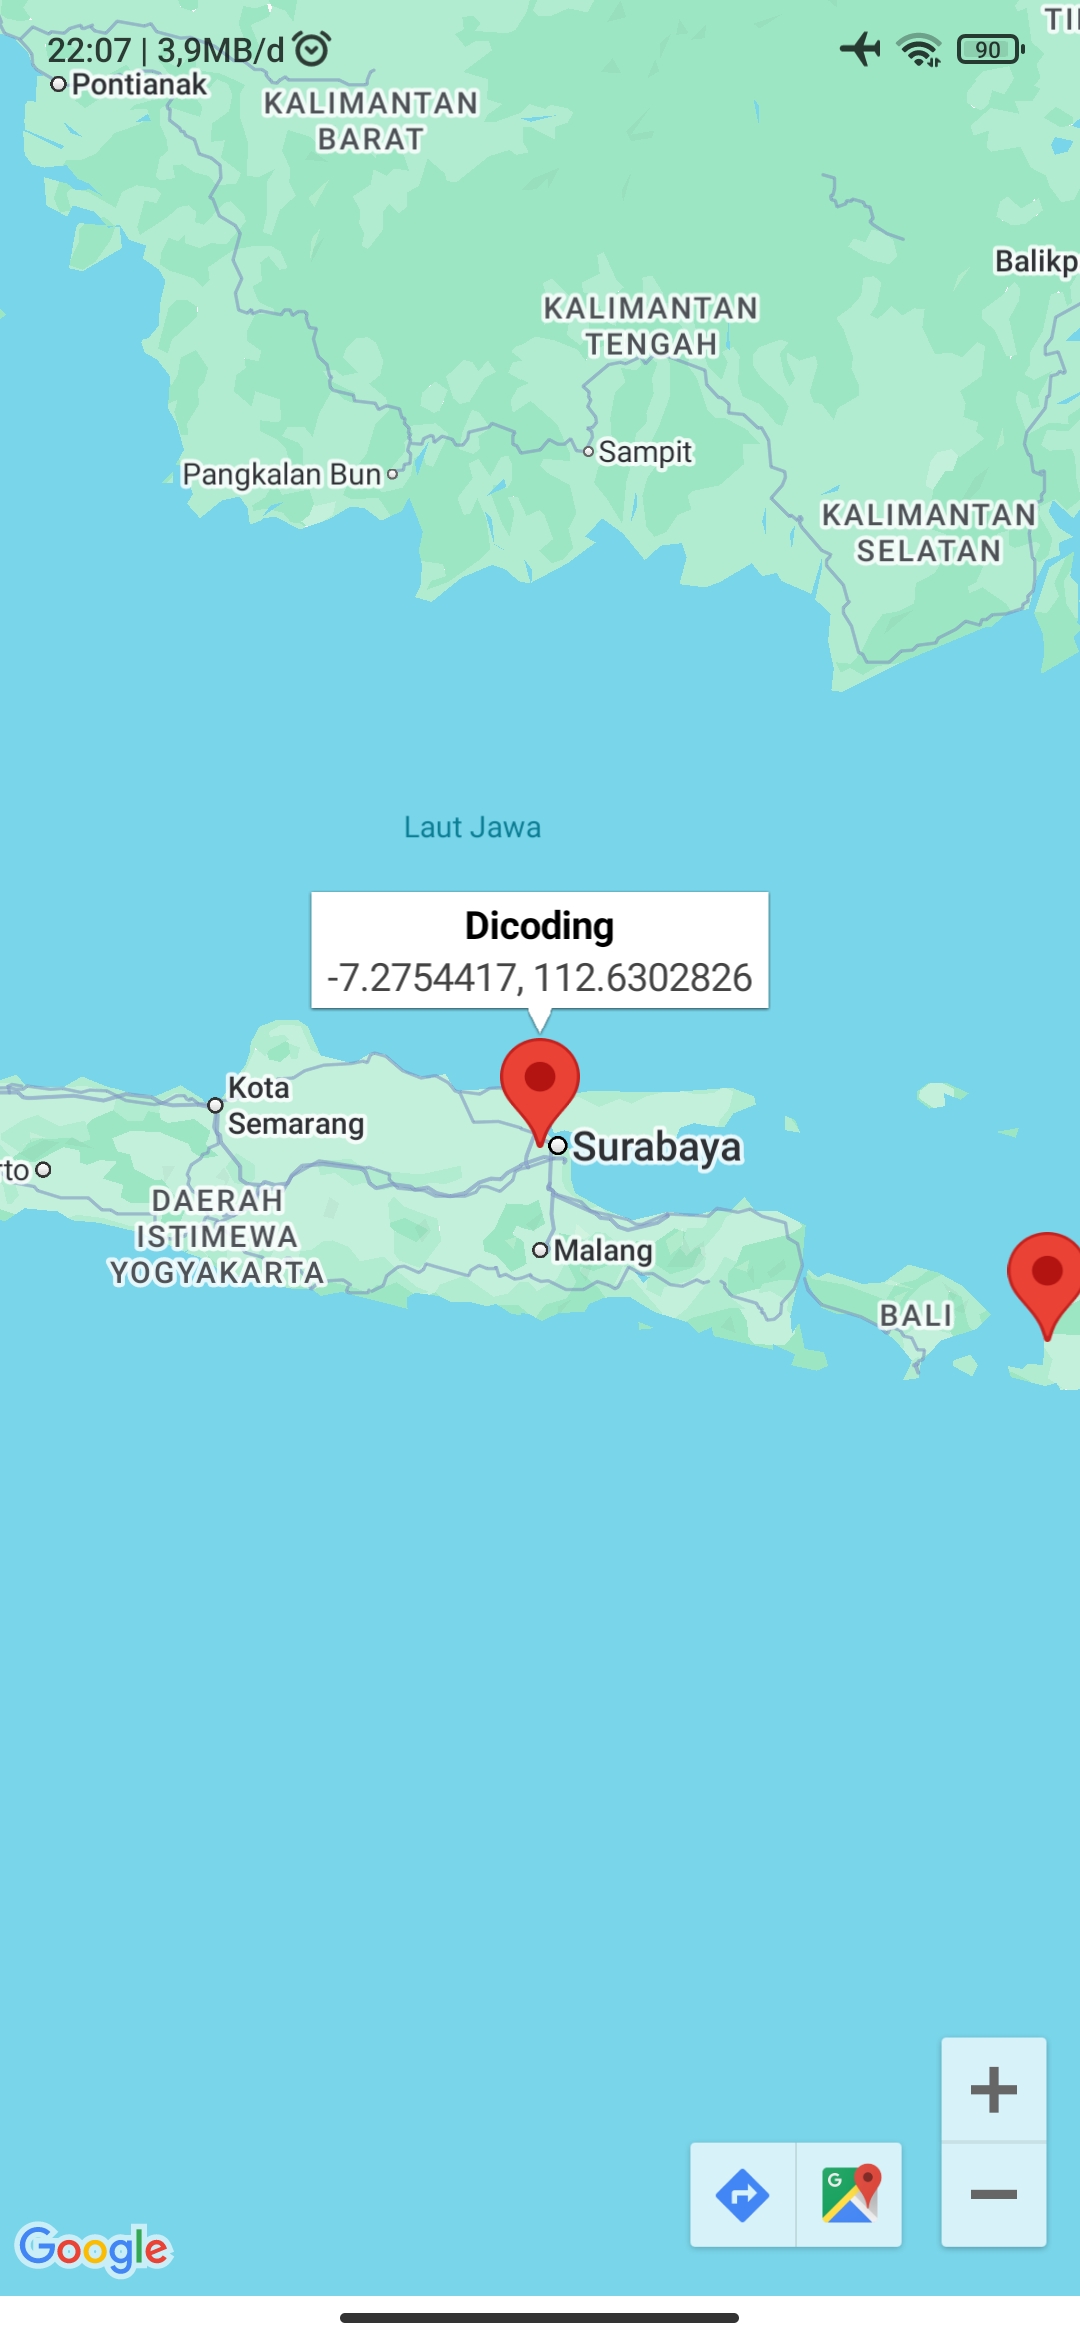 TI
22:07 | 3,9MB/d
90
Pontianak
KALIMANTAN
BARAT
Balikp
KALIMANTAN
TENGAH
Sampit
Pangkalan Bun
KALIMANTAN
SELATAN
Laut Jawa
Dicoding
-7.2754417, 112.6302826
Kota
Semarang
Surabaya
rto
DAERAH
ISTIMEWA
YOGYAKARTA
Malang
BALI
G
Google